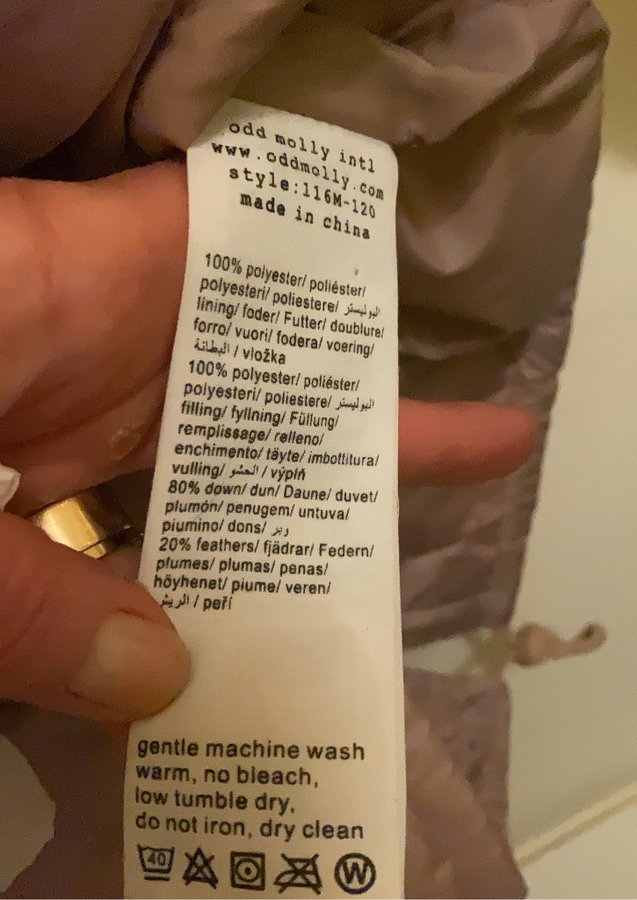 odd molly intl
www.oddmolly.com
style:116M-120
made in china
100% polyester/ poliéster/
polyesteri/ poliestere/ البوليستر
lining/ foder/ Futter/ doublure/
forro/ vuori/ fodera/ voering/
البطانة / vložka
100% polyester/ poliéster/
polyesteri/ poliestere/ البوليستر
filling/ fyllning/ Füllung/
remplissage/ relleno/
enchimento/ täyte/ imbottitura/
vulling/ الحشو / výplň
80% down/ dun/ Daune/ duvet/
plumón/ penugem/ untuva/
piumino/ dons/ وبر
20% feathers/ fjädrar/ Federn/
plumes/ plumas/ penas/
höyhenet/ piume/ veren/
الريش / peří
gentle machine wash
warm, no bleach,
low tumble dry,
do not iron, dry clean
40 W